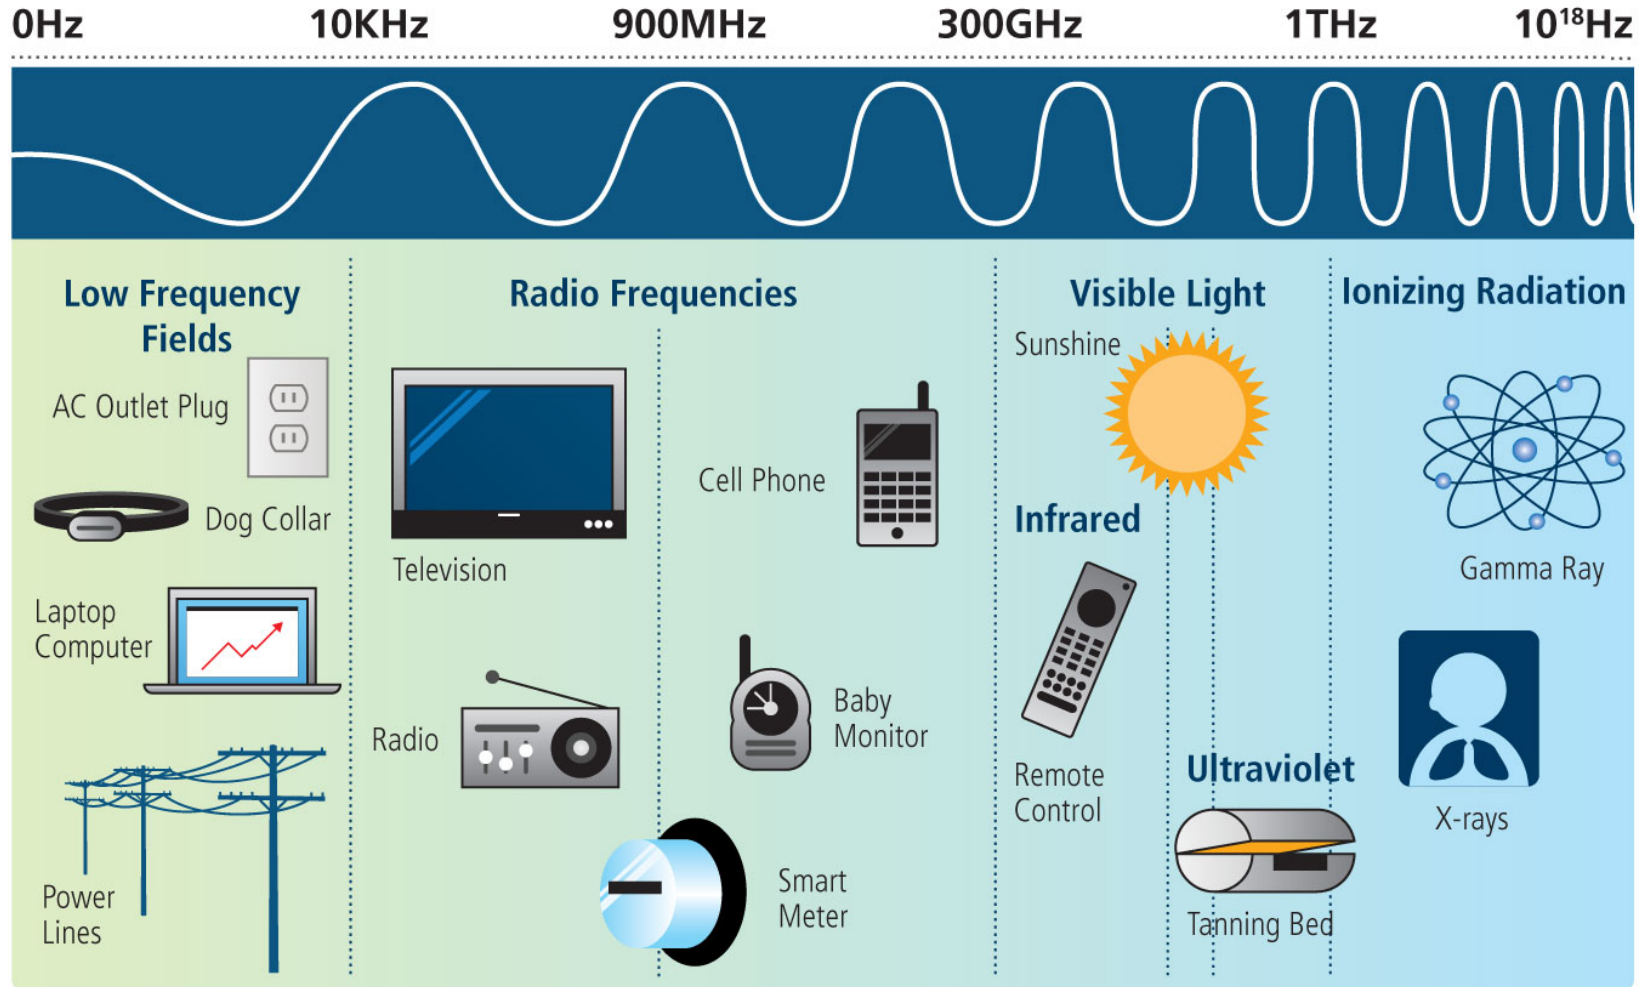 0Hz 10KHz 900MHz 300GHz 1THz 10¹⁸Hz
Low Frequency
Fields
AC Outlet Plug
Dog Collar
Laptop
Computer
Power
Lines
Radio Frequencies
Television
Radio
Cell Phone
Baby
Monitor
Smart
Meter
Visible Light
Sunshine
Infrared
Remote
Control
Ultraviolet
Tanning Bed
Ionizing Radiation
Gamma Ray
X-rays